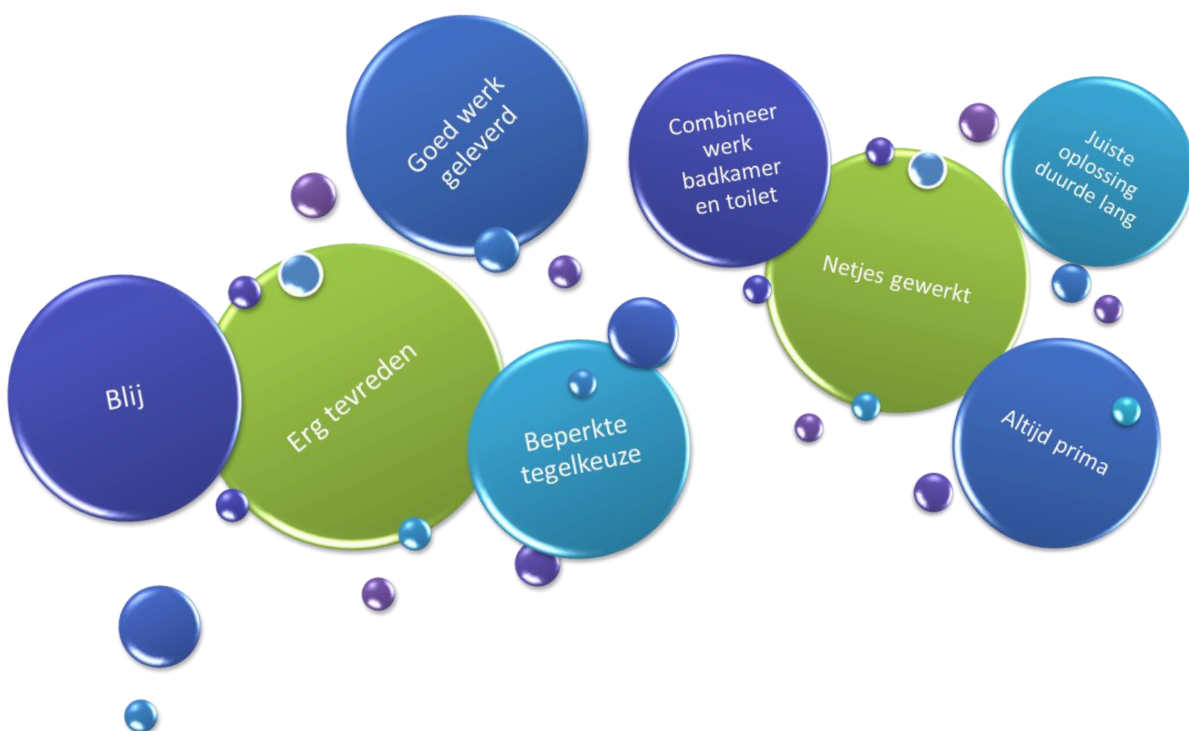 Goed werk
geleverd
Blij
Erg tevreden
Beperkte
tegelkeuze
Combineer
werk
badkamer
en toilet
Juiste
oplossing
duurde lang
Netjes gewerkt
Altijd prima